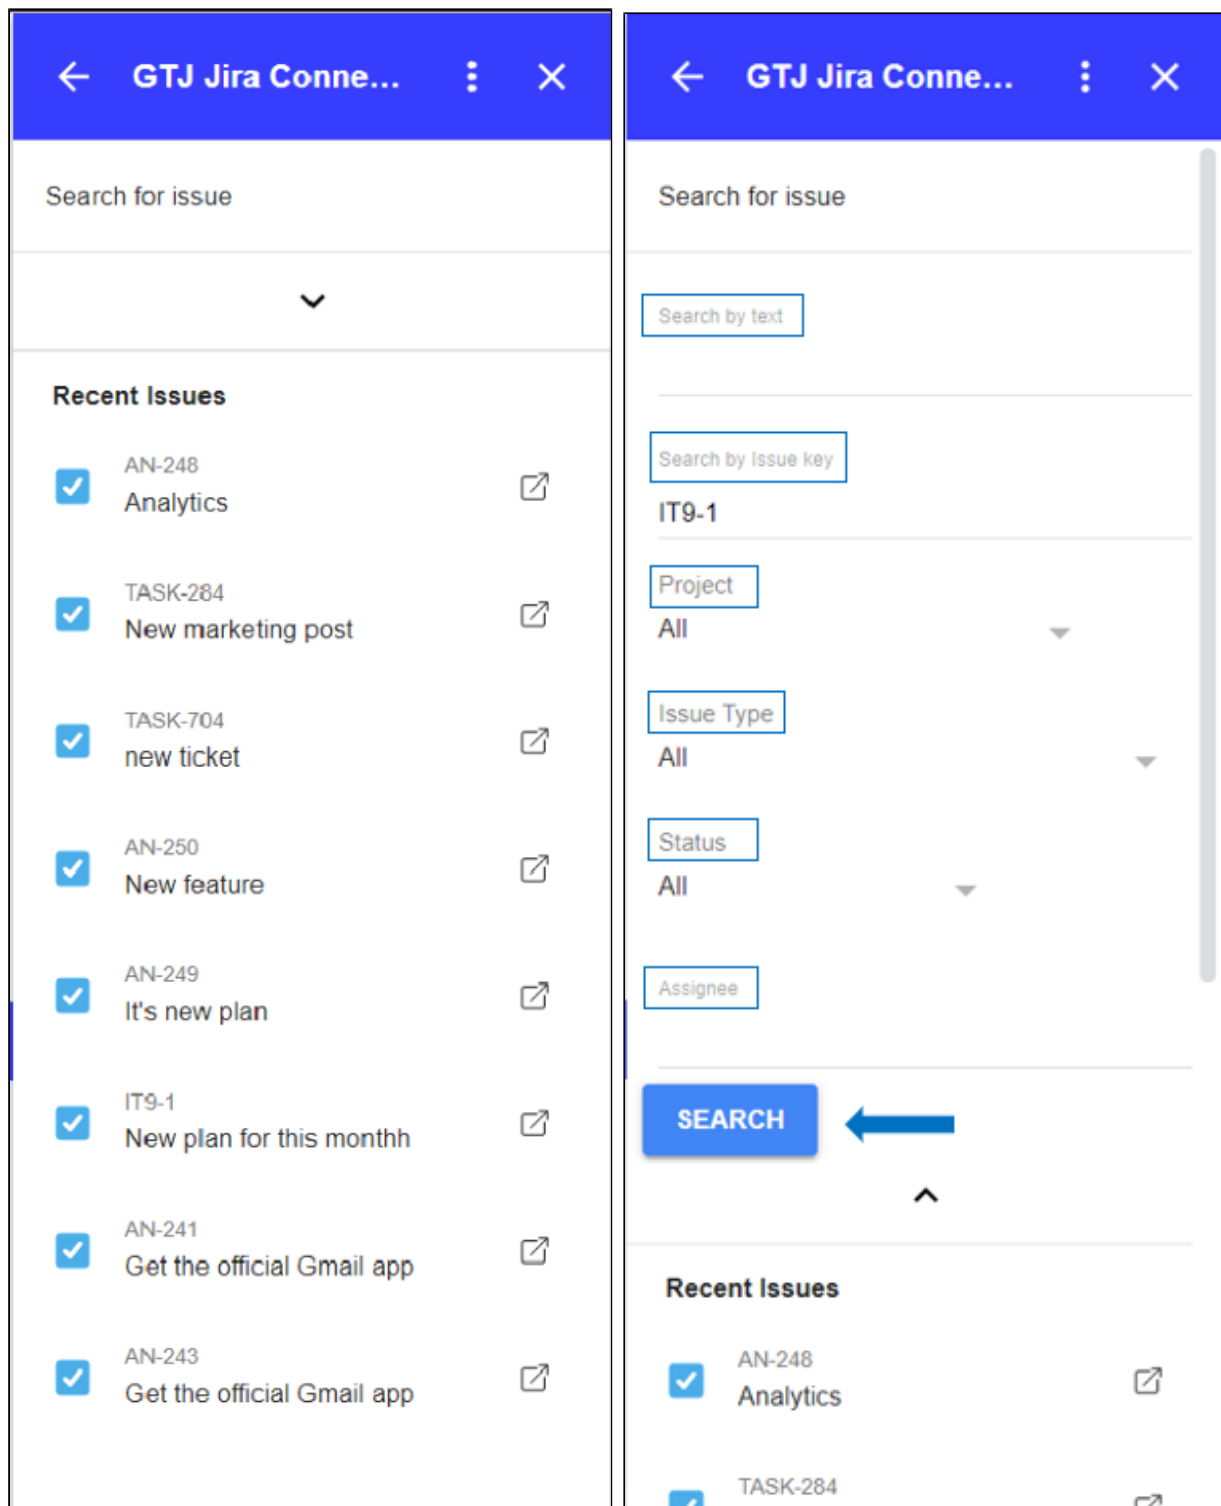 GTJ Jira Conne...
Search for issue
Recent Issues
AN-248
Analytics
TASK-284
New marketing post
TASK-704
new ticket
AN-250
New feature
AN-249
It's new plan
IT9-1
New plan for this monthh
AN-241
Get the official Gmail app
AN-243
Get the official Gmail app
GTJ Jira Conne...
Search for issue
Search by text
Search by Issue key
IT9-1
Project
All
Issue Type
All
Status
All
Assignee
SEARCH
Recent Issues
AN-248
Analytics
TASK-284